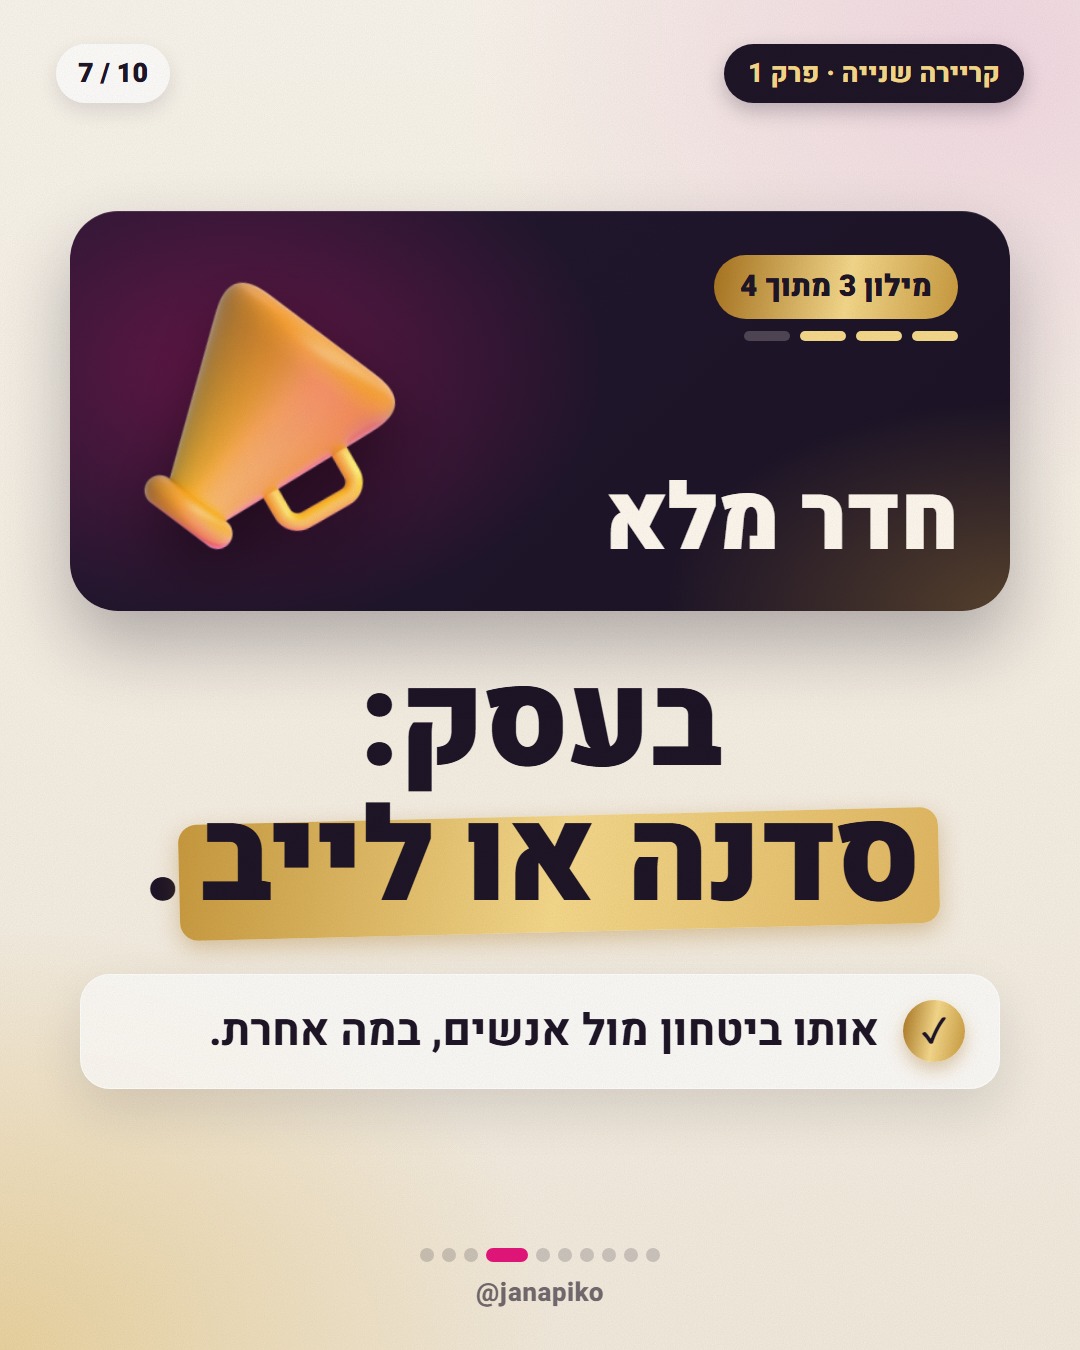 קריירה שנייה · פרק 1
7 / 10
מילון 3 מתוך 4
חדר מלא
בעסק:
סדנה או לייב.
אותו ביטחון מול אנשים, במה אחרת.
@janapiko